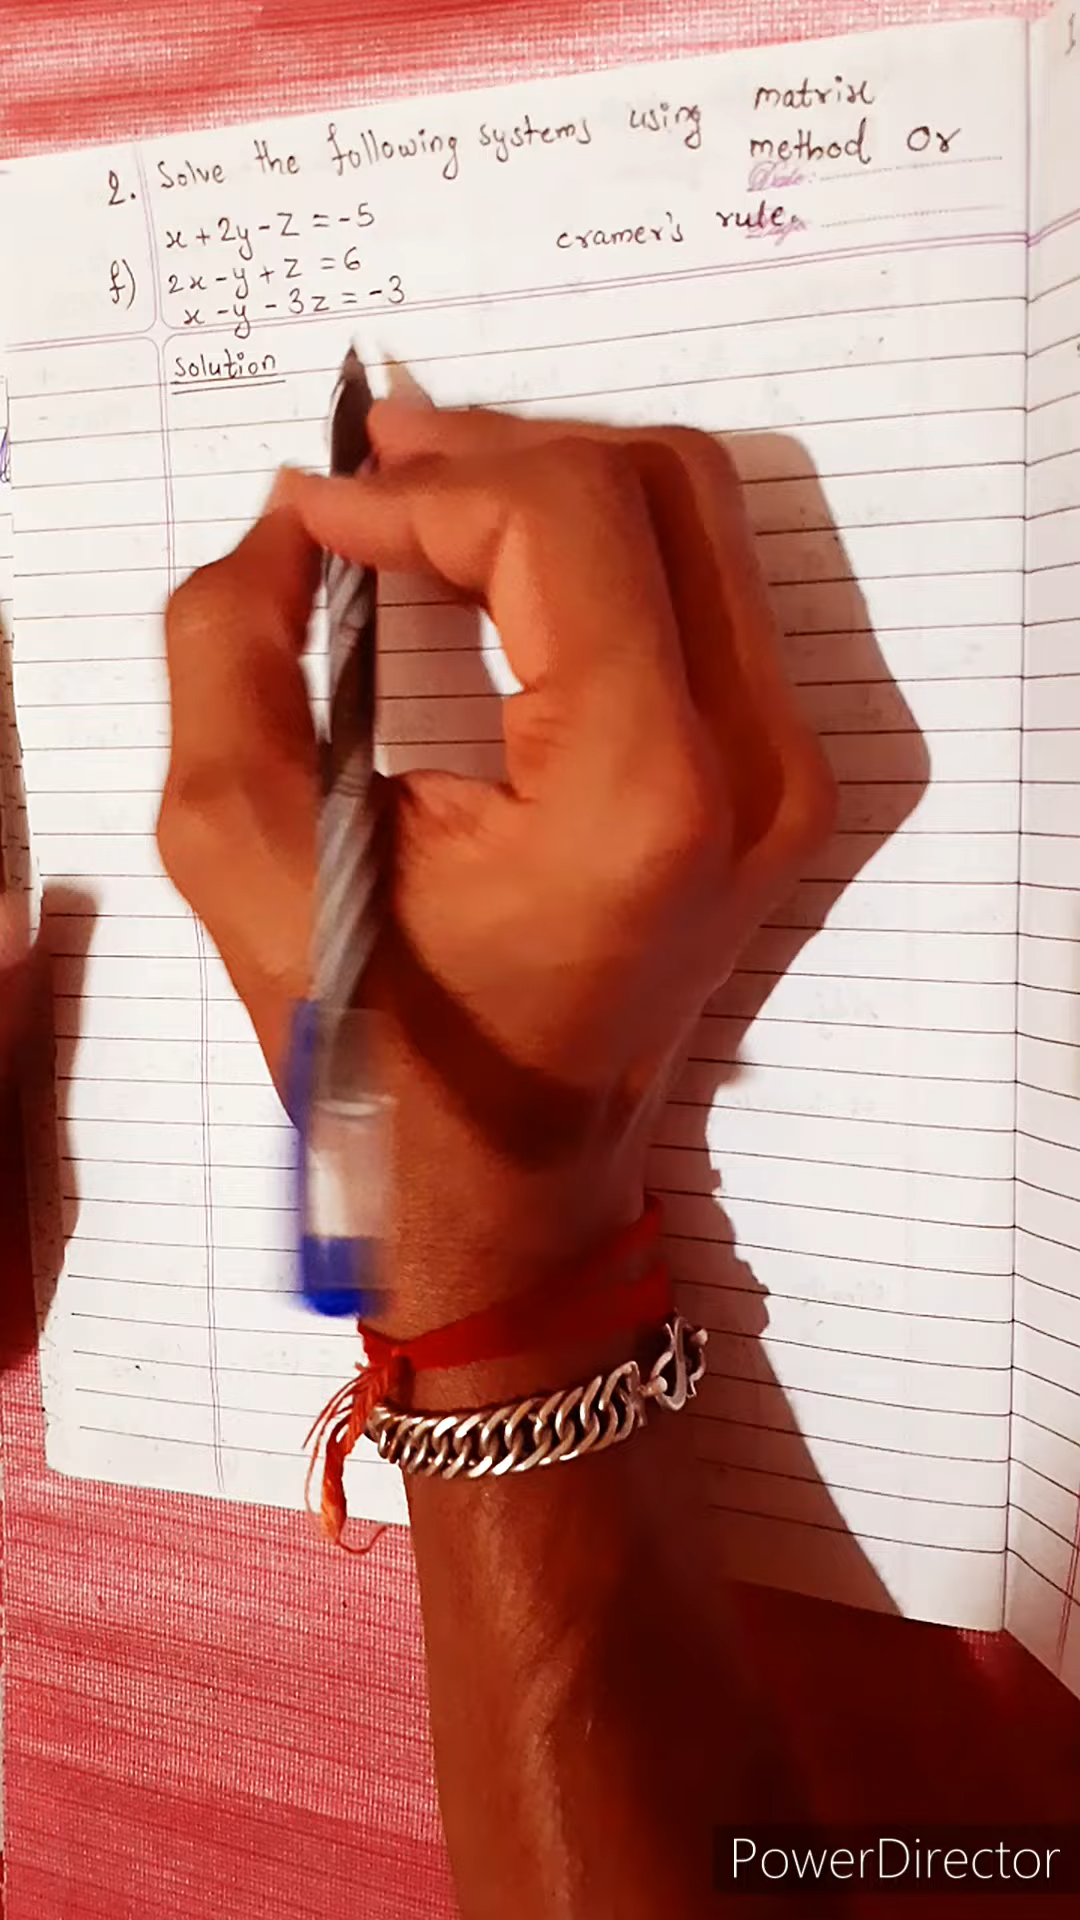 2. Solve the following systems using matrix
method or
Date:
cramer's rule.
x + 2y - z = -5
f) 2x - y + z = 6
x - y - 3z = -3
Solution
PowerDirector